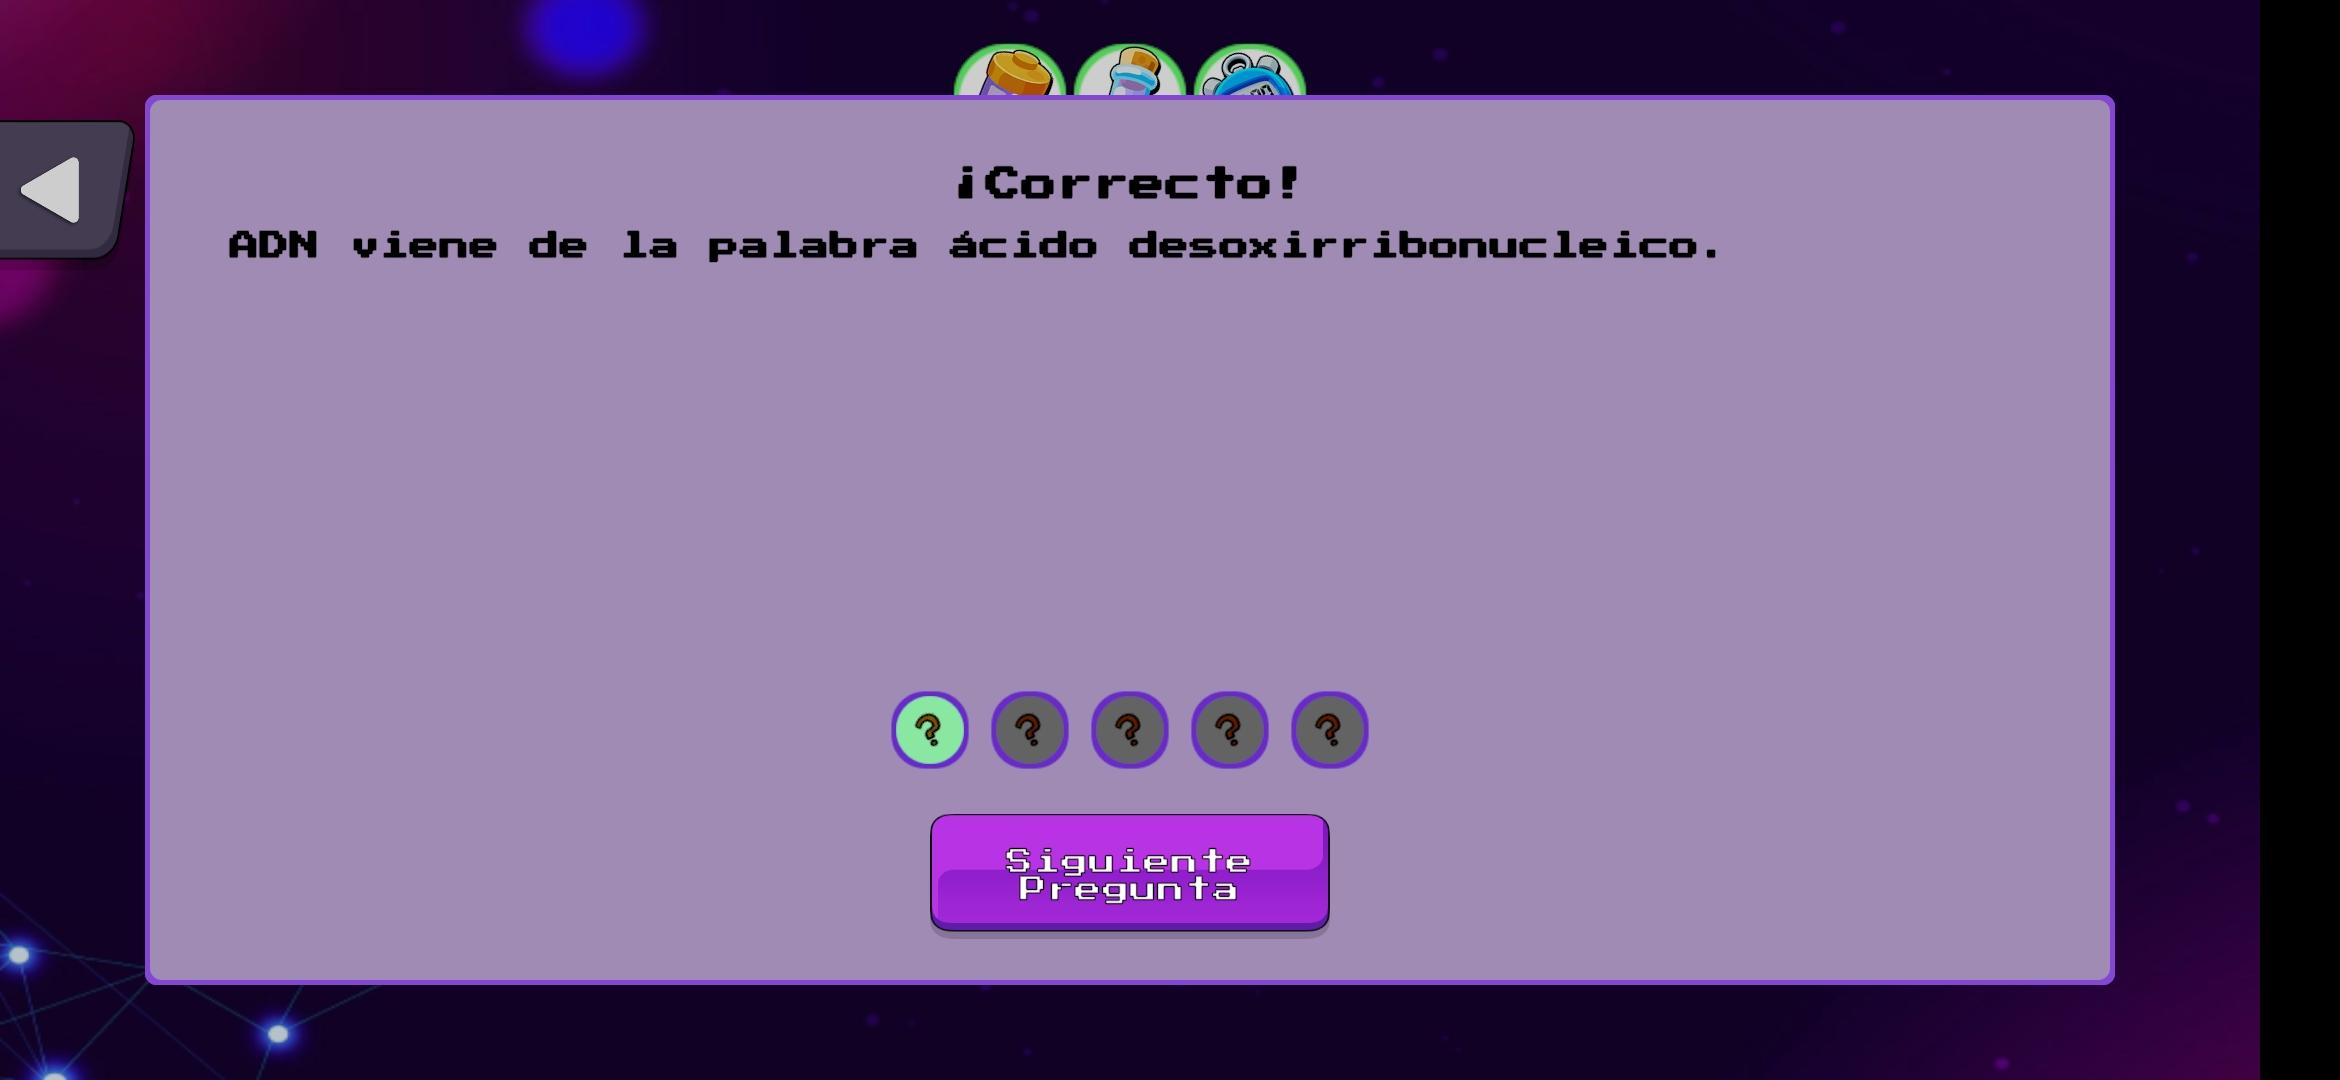 ¡Correcto!
ADN viene de la palabra ácido desoxirribonucleico.
?
?
?
?
?
Siguiente
Pregunta